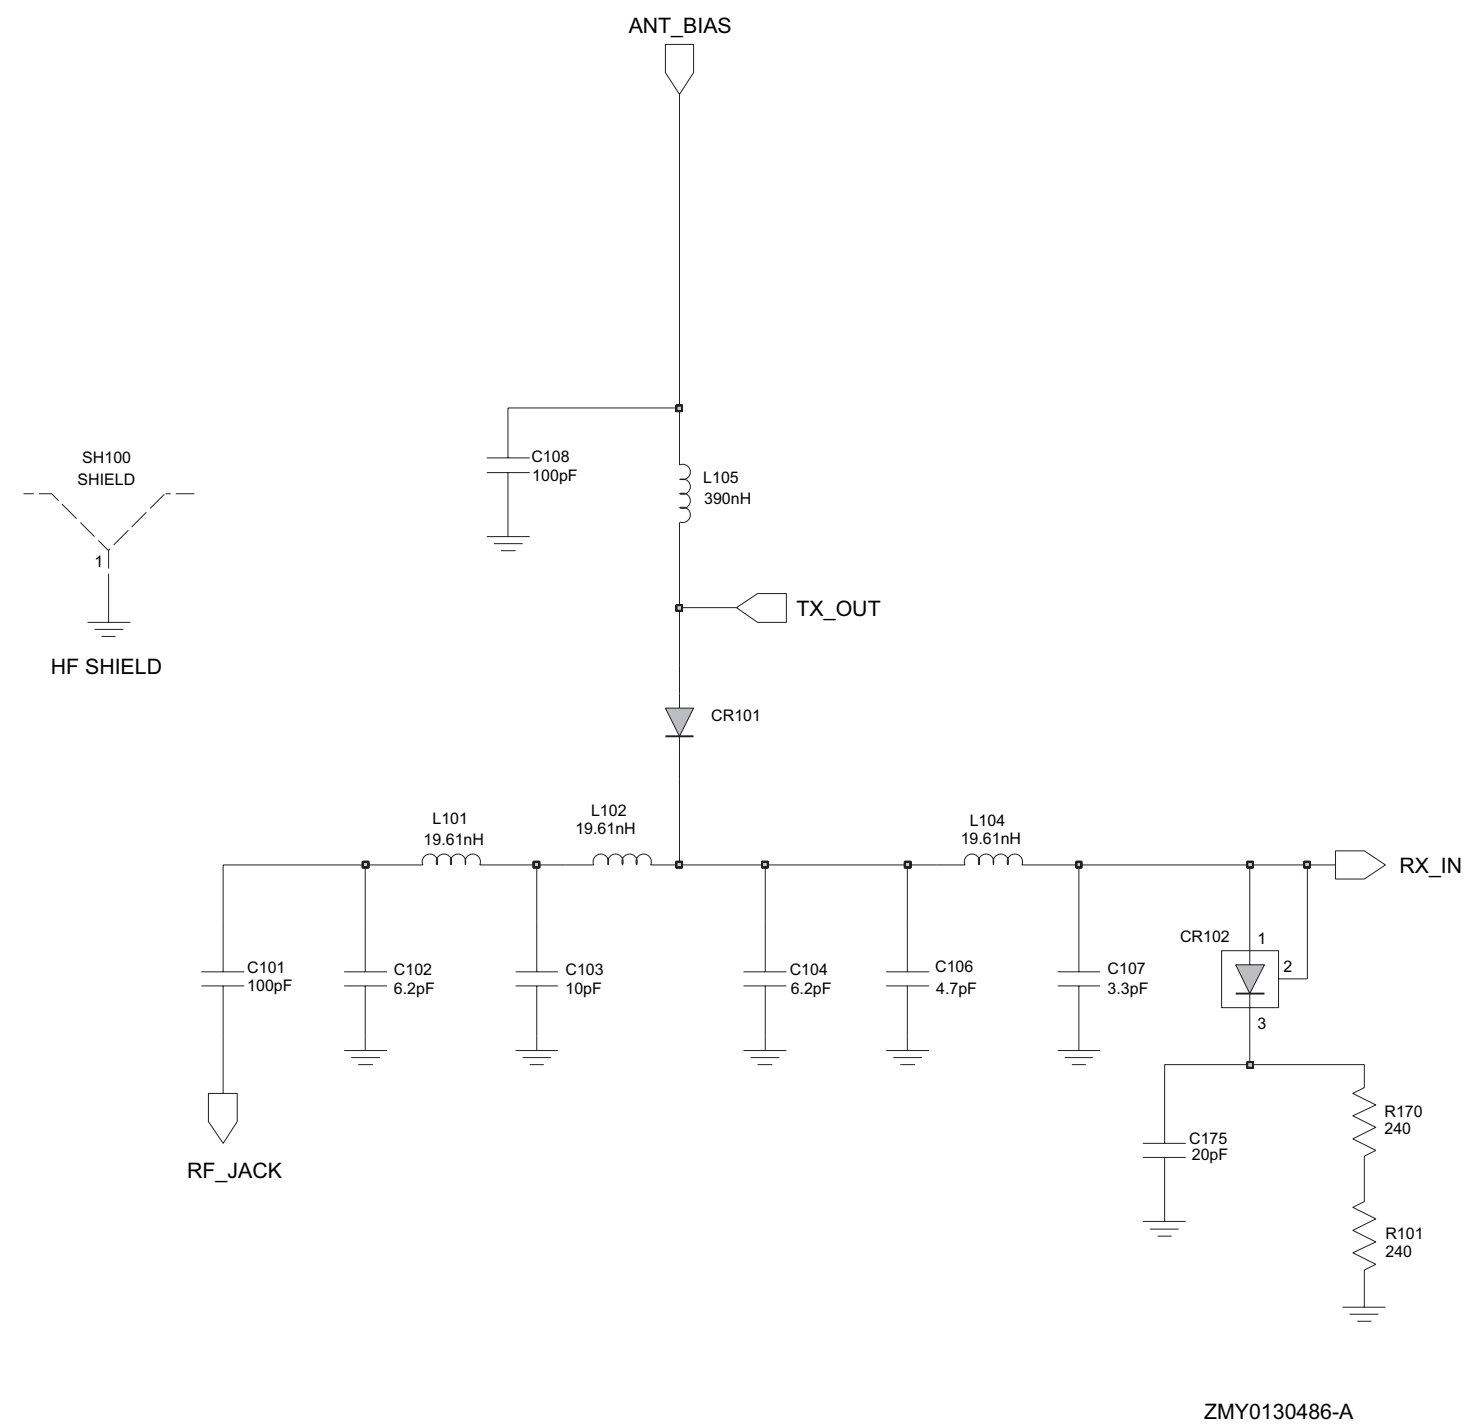 ANT_BIAS
C108
100pF
L105
390nH
SH100
SHIELD
1
HF SHIELD
TX_OUT
CR101
L101
19.61nH
L102
19.61nH
L104
19.61nH
RX_IN
C101
100pF
C102
6.2pF
C103
10pF
C104
6.2pF
C106
4.7pF
C107
3.3pF
CR102
1
2
3
RF_JACK
C175
20pF
R170
240
R101
240
ZMY0130486-A